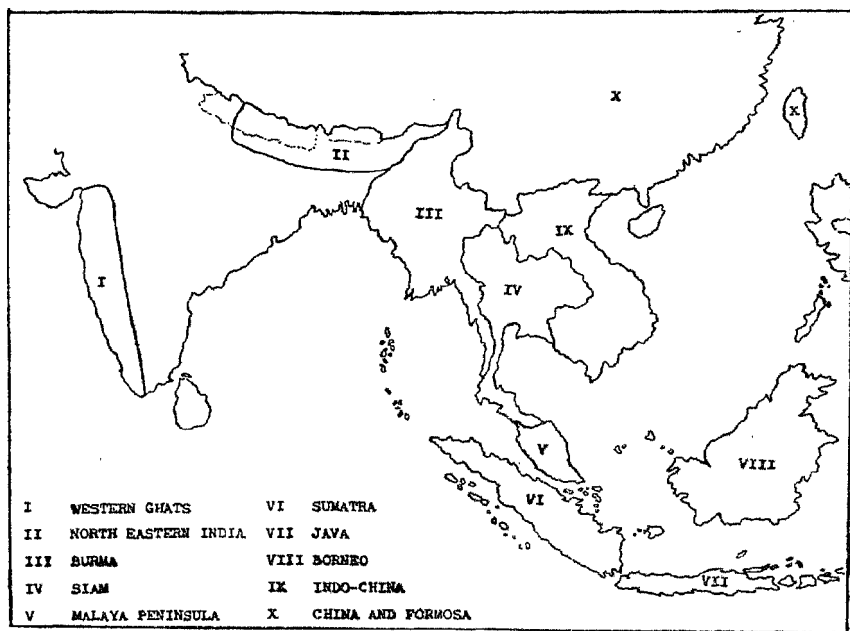 X
X
II
III
IX
I
IV
V
VIII
VI
VII
I WESTERN GHATS VI SUMATRA
II NORTH EASTERN INDIA VII JAVA
III BURMA VIII BORNEO
IV SIAM IX INDO-CHINA
V MALAYA PENINSULA X CHINA AND FORMOSA